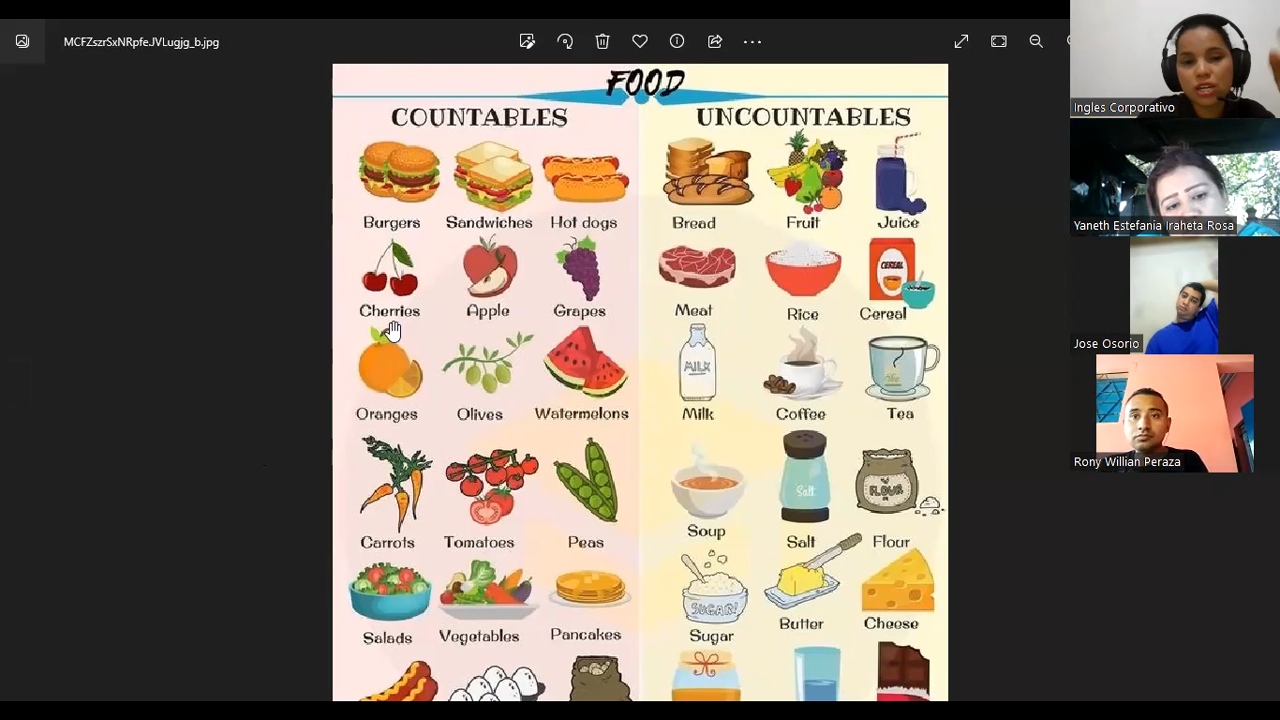 MCFZszrSxNRpfeJVLugjg_b.jpg
FOOD
COUNTABLES
UNCOUNTABLES
Burgers Sandwiches Hot dogs
Bread Fruit Juice
CEREAL
Cherries Apple Grapes
Meat Rice Cereal
MILK
Oranges Olives Watermelons
Milk Coffee Tea
Salt
FLOUR
Carrots Tomatoes Peas
Soup Salt Flour
SUGAR!
Salads Vegetables Pancakes
Sugar Butter Cheese
Ingles Corporativo
Yaneth Estefania Iraheta Rosa
Jose Osorio
Rony Willian Peraza